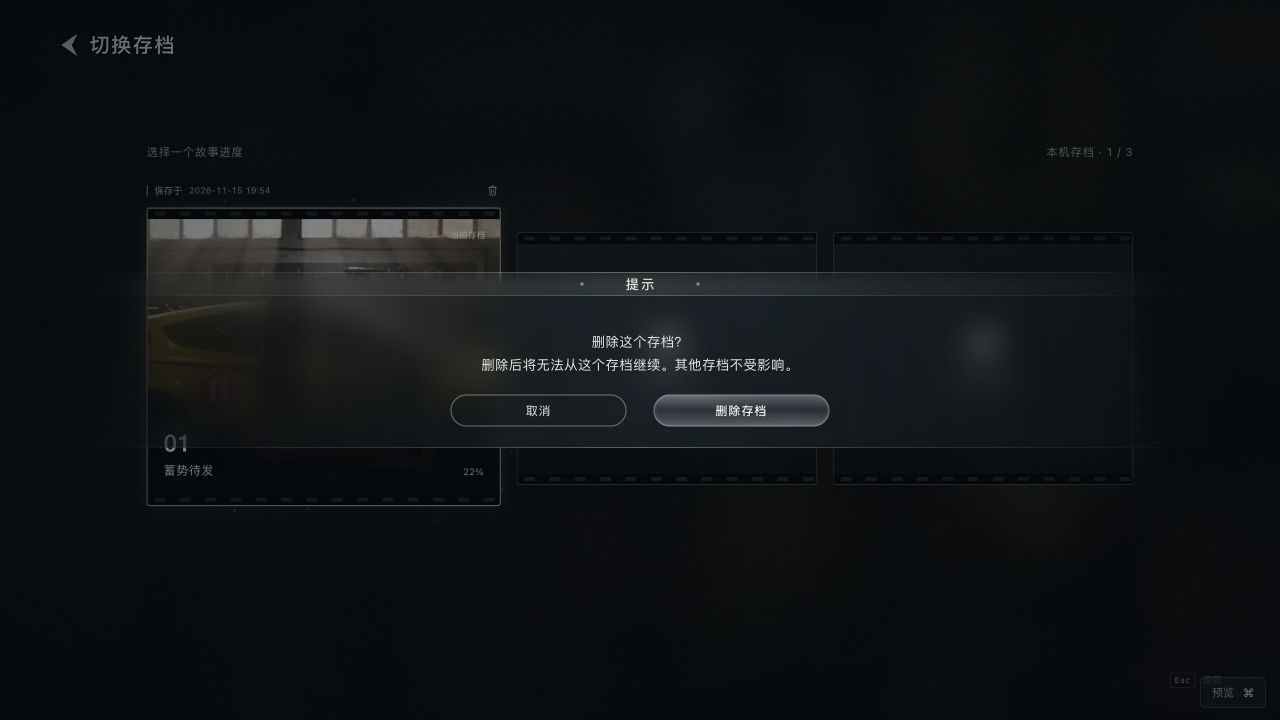 切换存档
选择一个故事进度
本机存档 · 1 / 3
保存于 2026-11-15 19:54
当前存档
提示
删除这个存档?
删除后将无法从这个存档继续。其他存档不受影响。
取消
删除存档
01
蓄势待发
22%
Esc 返回
预览 ⌘